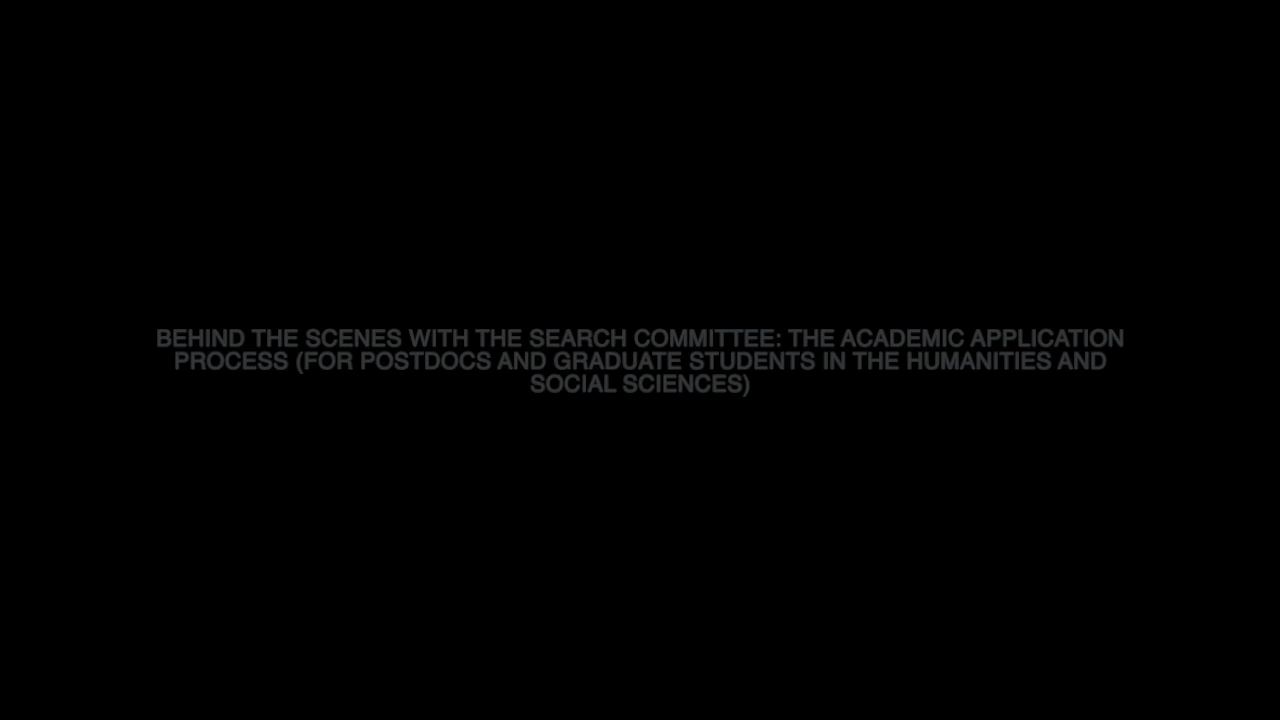 BEHIND THE SCENES WITH THE SEARCH COMMITTEE: THE ACADEMIC APPLICATION
PROCESS (FOR POSTDOCS AND GRADUATE STUDENTS IN THE HUMANITIES AND
SOCIAL SCIENCES)